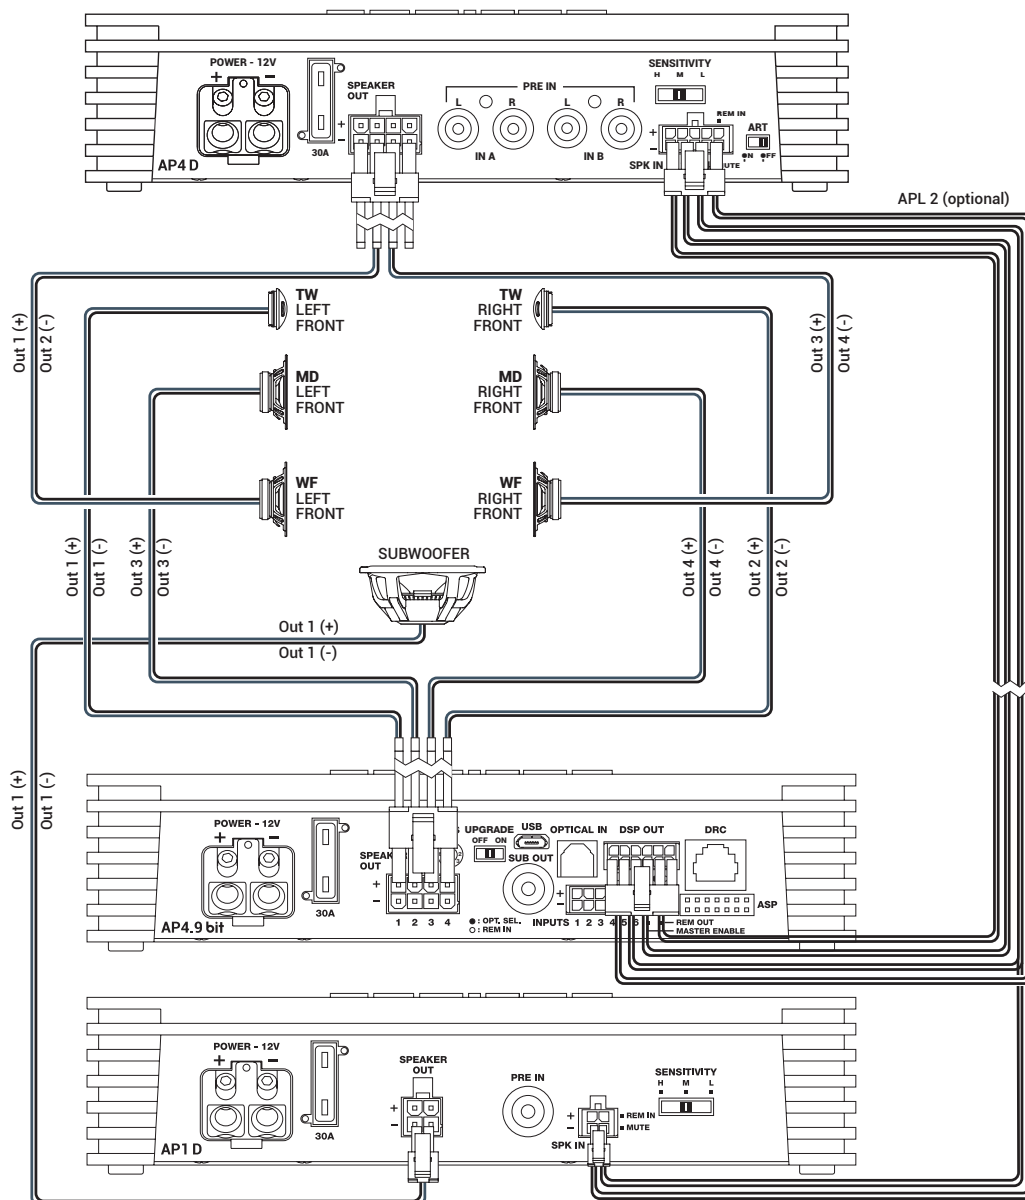 POWER - 12V
+ −
30A
SPEAKER OUT
+
−
PRE IN
L R L R
IN A IN B
SENSITIVITY
H M L
REM IN
+
−
SPK IN
ART
ON OFF
AP4 D
APL 2 (optional)
Out 1 (+)
Out 2 (-)
TW
LEFT
FRONT
TW
RIGHT
FRONT
Out 3 (+)
Out 4 (-)
MD
LEFT
FRONT
MD
RIGHT
FRONT
WF
LEFT
FRONT
WF
RIGHT
FRONT
Out 1 (+)
Out 1 (-)
Out 3 (+)
Out 3 (-)
SUBWOOFER
Out 4 (+)
Out 4 (-)
Out 2 (+)
Out 2 (-)
Out 1 (+)
Out 1 (-)
Out 1 (+)
Out 1 (-)
POWER - 12V
+ −
30A
OUT
+
−
1 2 3 4
UPGRADE
OFF ON
USB
SUB OUT
OPTICAL IN
DSP OUT
DRC
+
−
ASP
● : OPT. SEL.
○ : REM IN
INPUTS 1 2 3 4
REM OUT
MASTER ENABLE
AP4.9 bit
POWER - 12V
+ −
30A
SPEAKER
OUT
+
−
PRE IN
SENSITIVITY
H M L
+
−
REM IN
MUTE
SPK IN
AP1 D